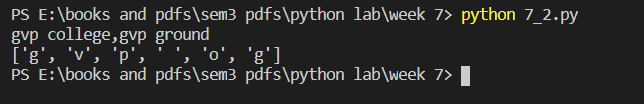 PS E:\books and pdfs\sem3 pdfs\python lab\week 7> python 7_2.py
gvp college,gvp ground
['g', 'v', 'p', ' ', 'o', 'g']
PS E:\books and pdfs\sem3 pdfs\python lab\week 7>